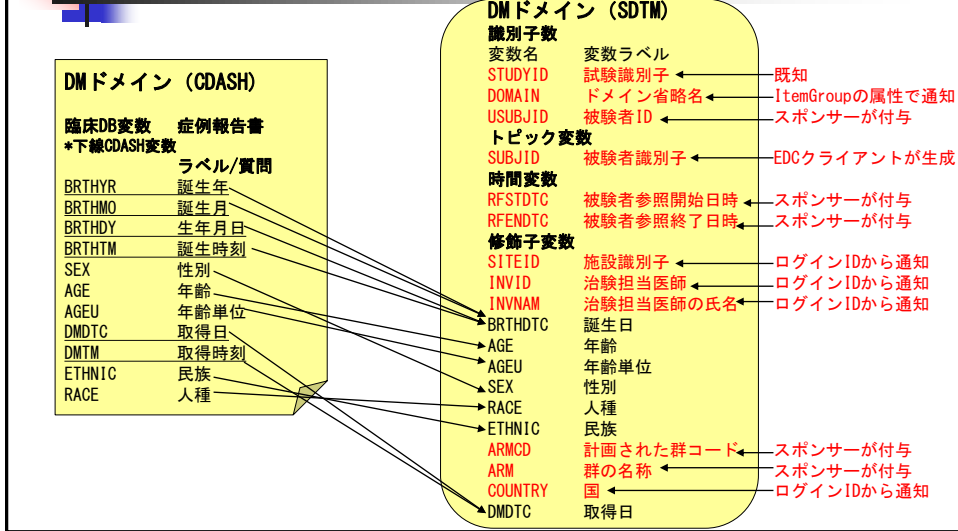 DMドメイン (CDASH)
臨床DB変数 症例報告書
*下線CDASH変数
ラベル/質問
BRTHYR 誕生年
BRTHMO 誕生月
BRTHDY 生年月日
BRTHTM 誕生時刻
SEX 性別
AGE 年齢
AGEU 年齢単位
DMDTC 取得日
DMTM 取得時刻
ETHNIC 民族
RACE 人種
DMドメイン (SDTM)
識別子数
変数名 変数ラベル
STUDYID 試験識別子 既知
DOMAIN ドメイン省略名 ItemGroupの属性で通知
USUBJID 被験者ID スポンサーが付与
トピック変数
SUBJID 被験者識別子 EDCクライアントが生成
時間変数
RFSTDTC 被験者参照開始日時 スポンサーが付与
RFENDTC 被験者参照終了日時 スポンサーが付与
修飾子変数
SITEID 施設識別子 ログインIDから通知
INVID 治験担当医師 ログインIDから通知
INVNAM 治験担当医師の氏名 ログインIDから通知
BRTHDTC 誕生日
AGE 年齢
AGEU 年齢単位
SEX 性別
RACE 人種
ETHNIC 民族
ARMCD 計画された群コード スポンサーが付与
ARM 群の名称 スポンサーが付与
COUNTRY 国 ログインIDから通知
DMDTC 取得日